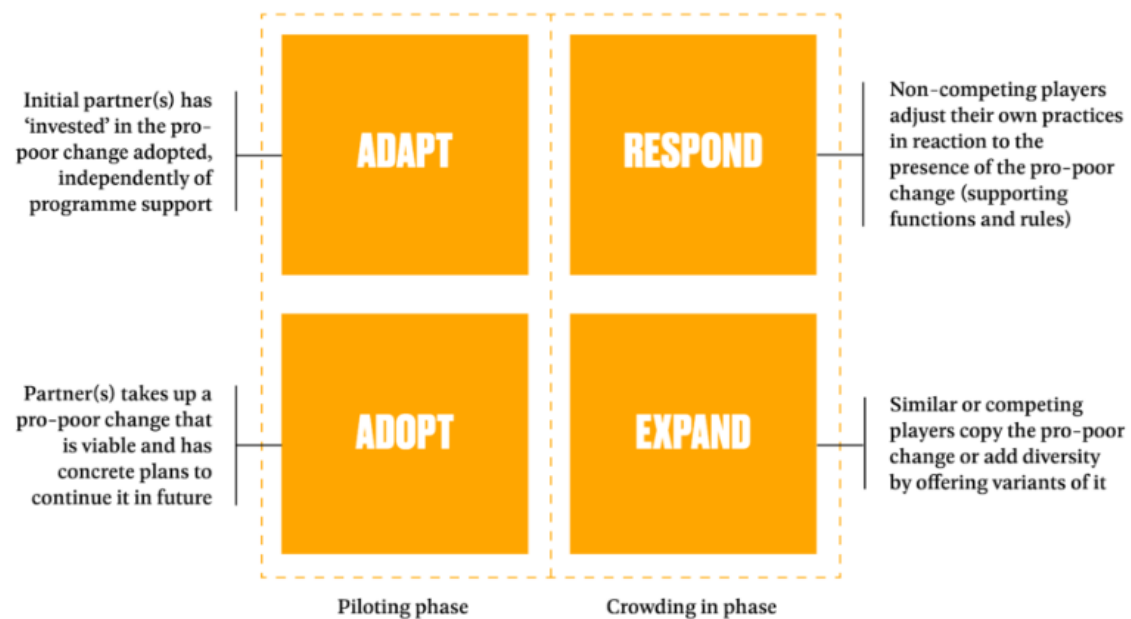 Initial partner(s) has
‘invested’ in the pro-
poor change adopted,
independently of
programme support
ADAPT
RESPOND
Non-competing players
adjust their own practices
in reaction to the
presence of the pro-poor
change (supporting
functions and rules)
Partner(s) takes up a
pro-poor change that
is viable and has
concrete plans to
continue it in future
ADOPT
EXPAND
Similar or competing
players copy the pro-poor
change or add diversity
by offering variants of it
Piloting phase
Crowding in phase